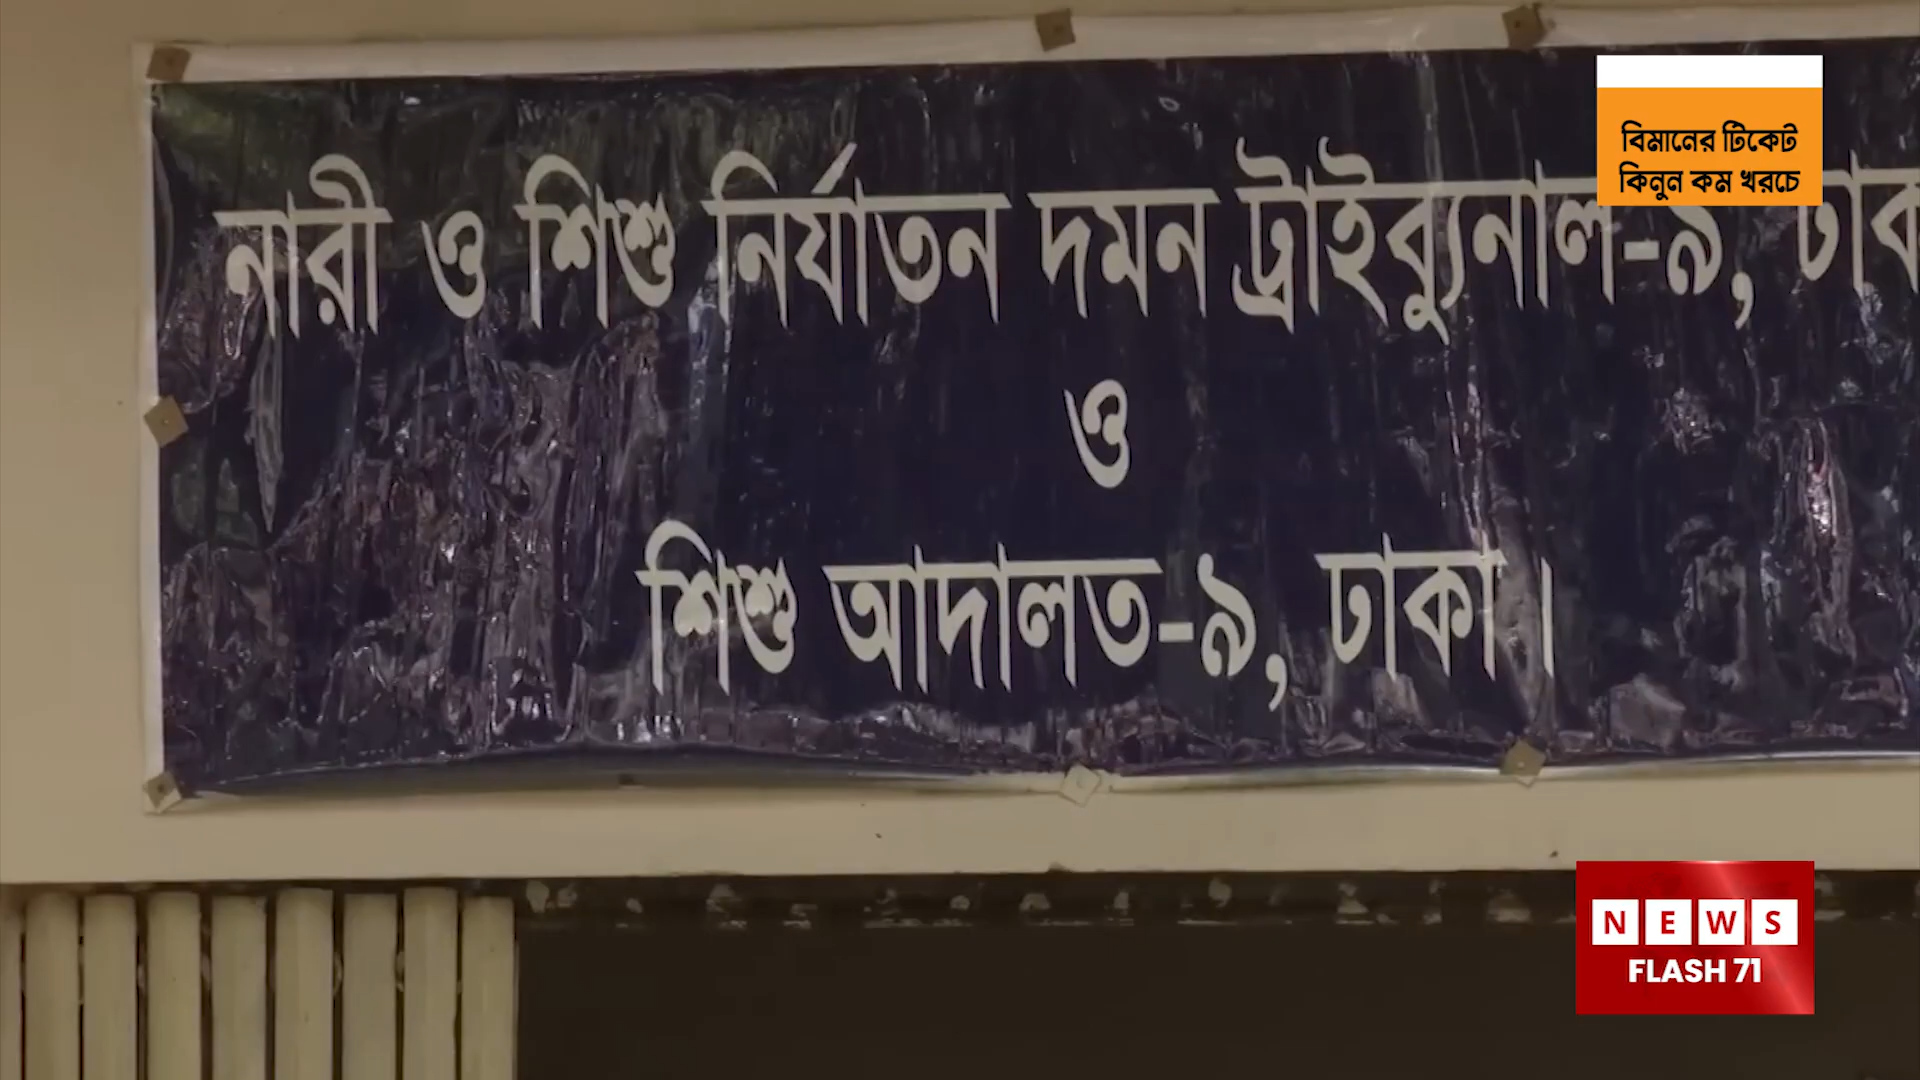 বিমানের টিকেট
কিনুন কম খরচে
নারী ও শিশু নির্যাতন দমন ট্রাইব্যুনাল-৯, ঢাক
ও
শিশু আদালত-৯, ঢাকা।
NEWS
FLASH 71